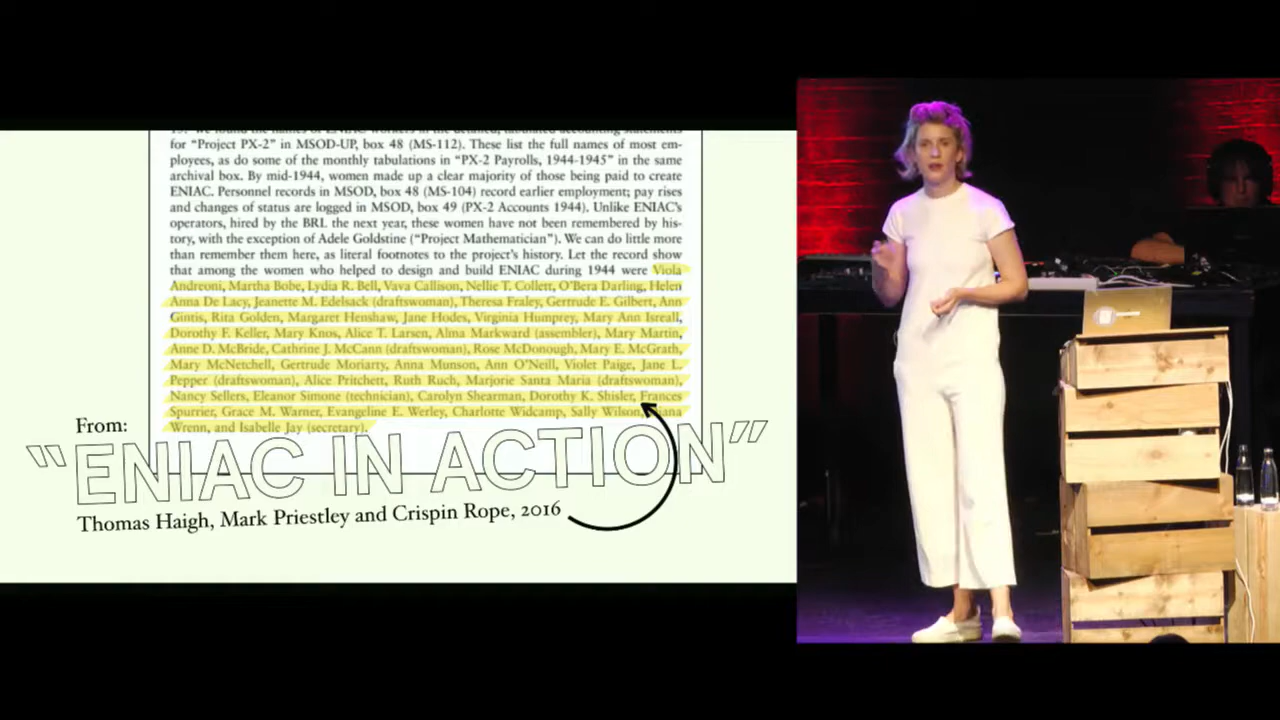 for “Project PX-2” in MSOD-UP, box 48 (MS-112). These list the full names of most em-
ployees, as do some of the monthly tabulations in “PX-2 Payrolls, 1944-1945” in the same
archival box. By mid-1944, women made up a clear majority of those being paid to create
ENIAC. Personnel records in MSOD, box 48 (MS-104) record earlier employment; pay rises
and changes of status are logged in MSOD, box 49 (PX-2 Accounts 1944). Unlike ENIAC’s
operators, hired by the BRL the next year, these women have not been remembered by his-
tory, with the exception of Adele Goldstine (“Project Mathematician”). We can do little more
than remember them here, as literal footnotes to the project’s history. Let the record show
that among the women who helped to design and build ENIAC during 1944 were Viola
Andreoni, Martha Bobe, Lydia R. Bell, Vava Callison, Nellie T. Collett, O’Bera Darling, Helen
Anna De Lacy, Jeanette M. Edelsack (draftswoman), Theresa Fraley, Gertrude E. Gilbert, Ann
Gintis, Rita Golden, Margaret Henshaw, Jane Hodes, Virginia Humprey, Mary Ann Isreall,
Dorothy F. Keller, Mary Knos, Alice T. Larsen, Alma Markward (assembler), Mary Martin,
Anne D. McBride, Cathrine J. McCann (draftswoman), Rose McDonough, Mary E. McGrath,
Mary McNetchell, Gertrude Moriarty, Anna Munson, Ann O’Neill, Violet Paige, Jane L.
Pepper (draftswoman), Alice Pritchett, Ruth Ruch, Marjorie Santa Maria (draftswoman),
Nancy Sellers, Eleanor Simone (technician), Carolyn Shearman, Dorothy K. Shisler, Frances
Spurrier, Grace M. Warner, Evangeline E. Werley, Charlotte Widcamp, Sally Wilson,
Wrenn, and Isabelle Jay (secretary).
From:
“ENIAC IN ACTION”
Thomas Haigh, Mark Priestley and Crispin Rope, 2016